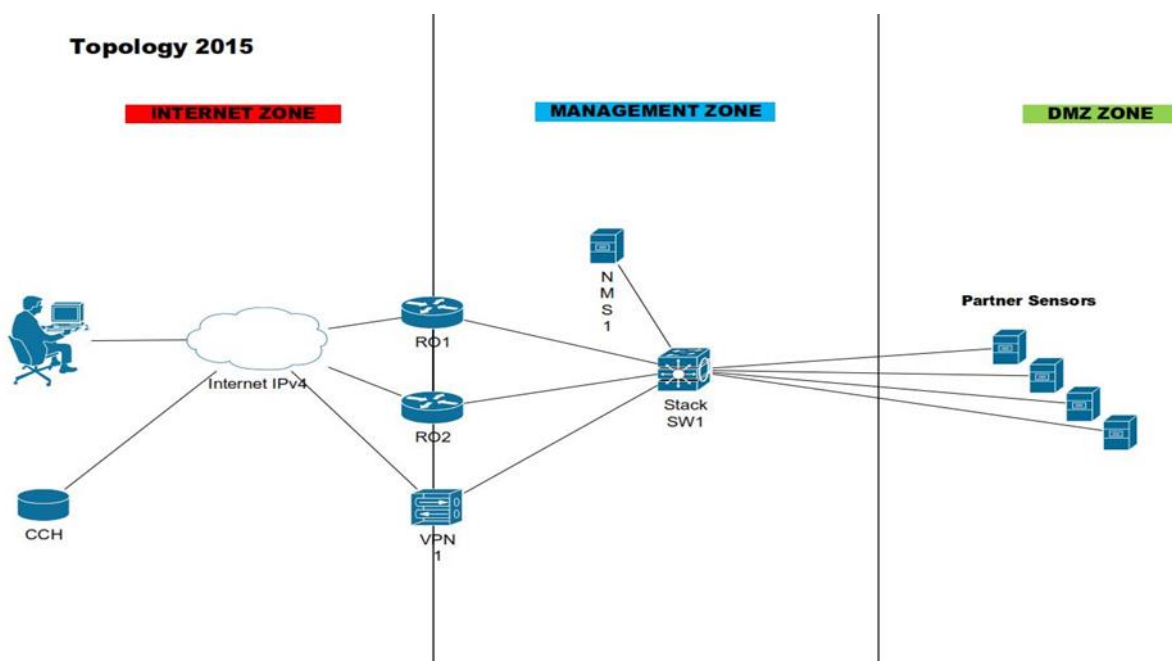 Topology 2015
INTERNET ZONE
MANAGEMENT ZONE
DMZ ZONE
N
M
S
1
Partner Sensors
RO1
Internet IPv4
Stack
SW1
RO2
CCH
VPN
1